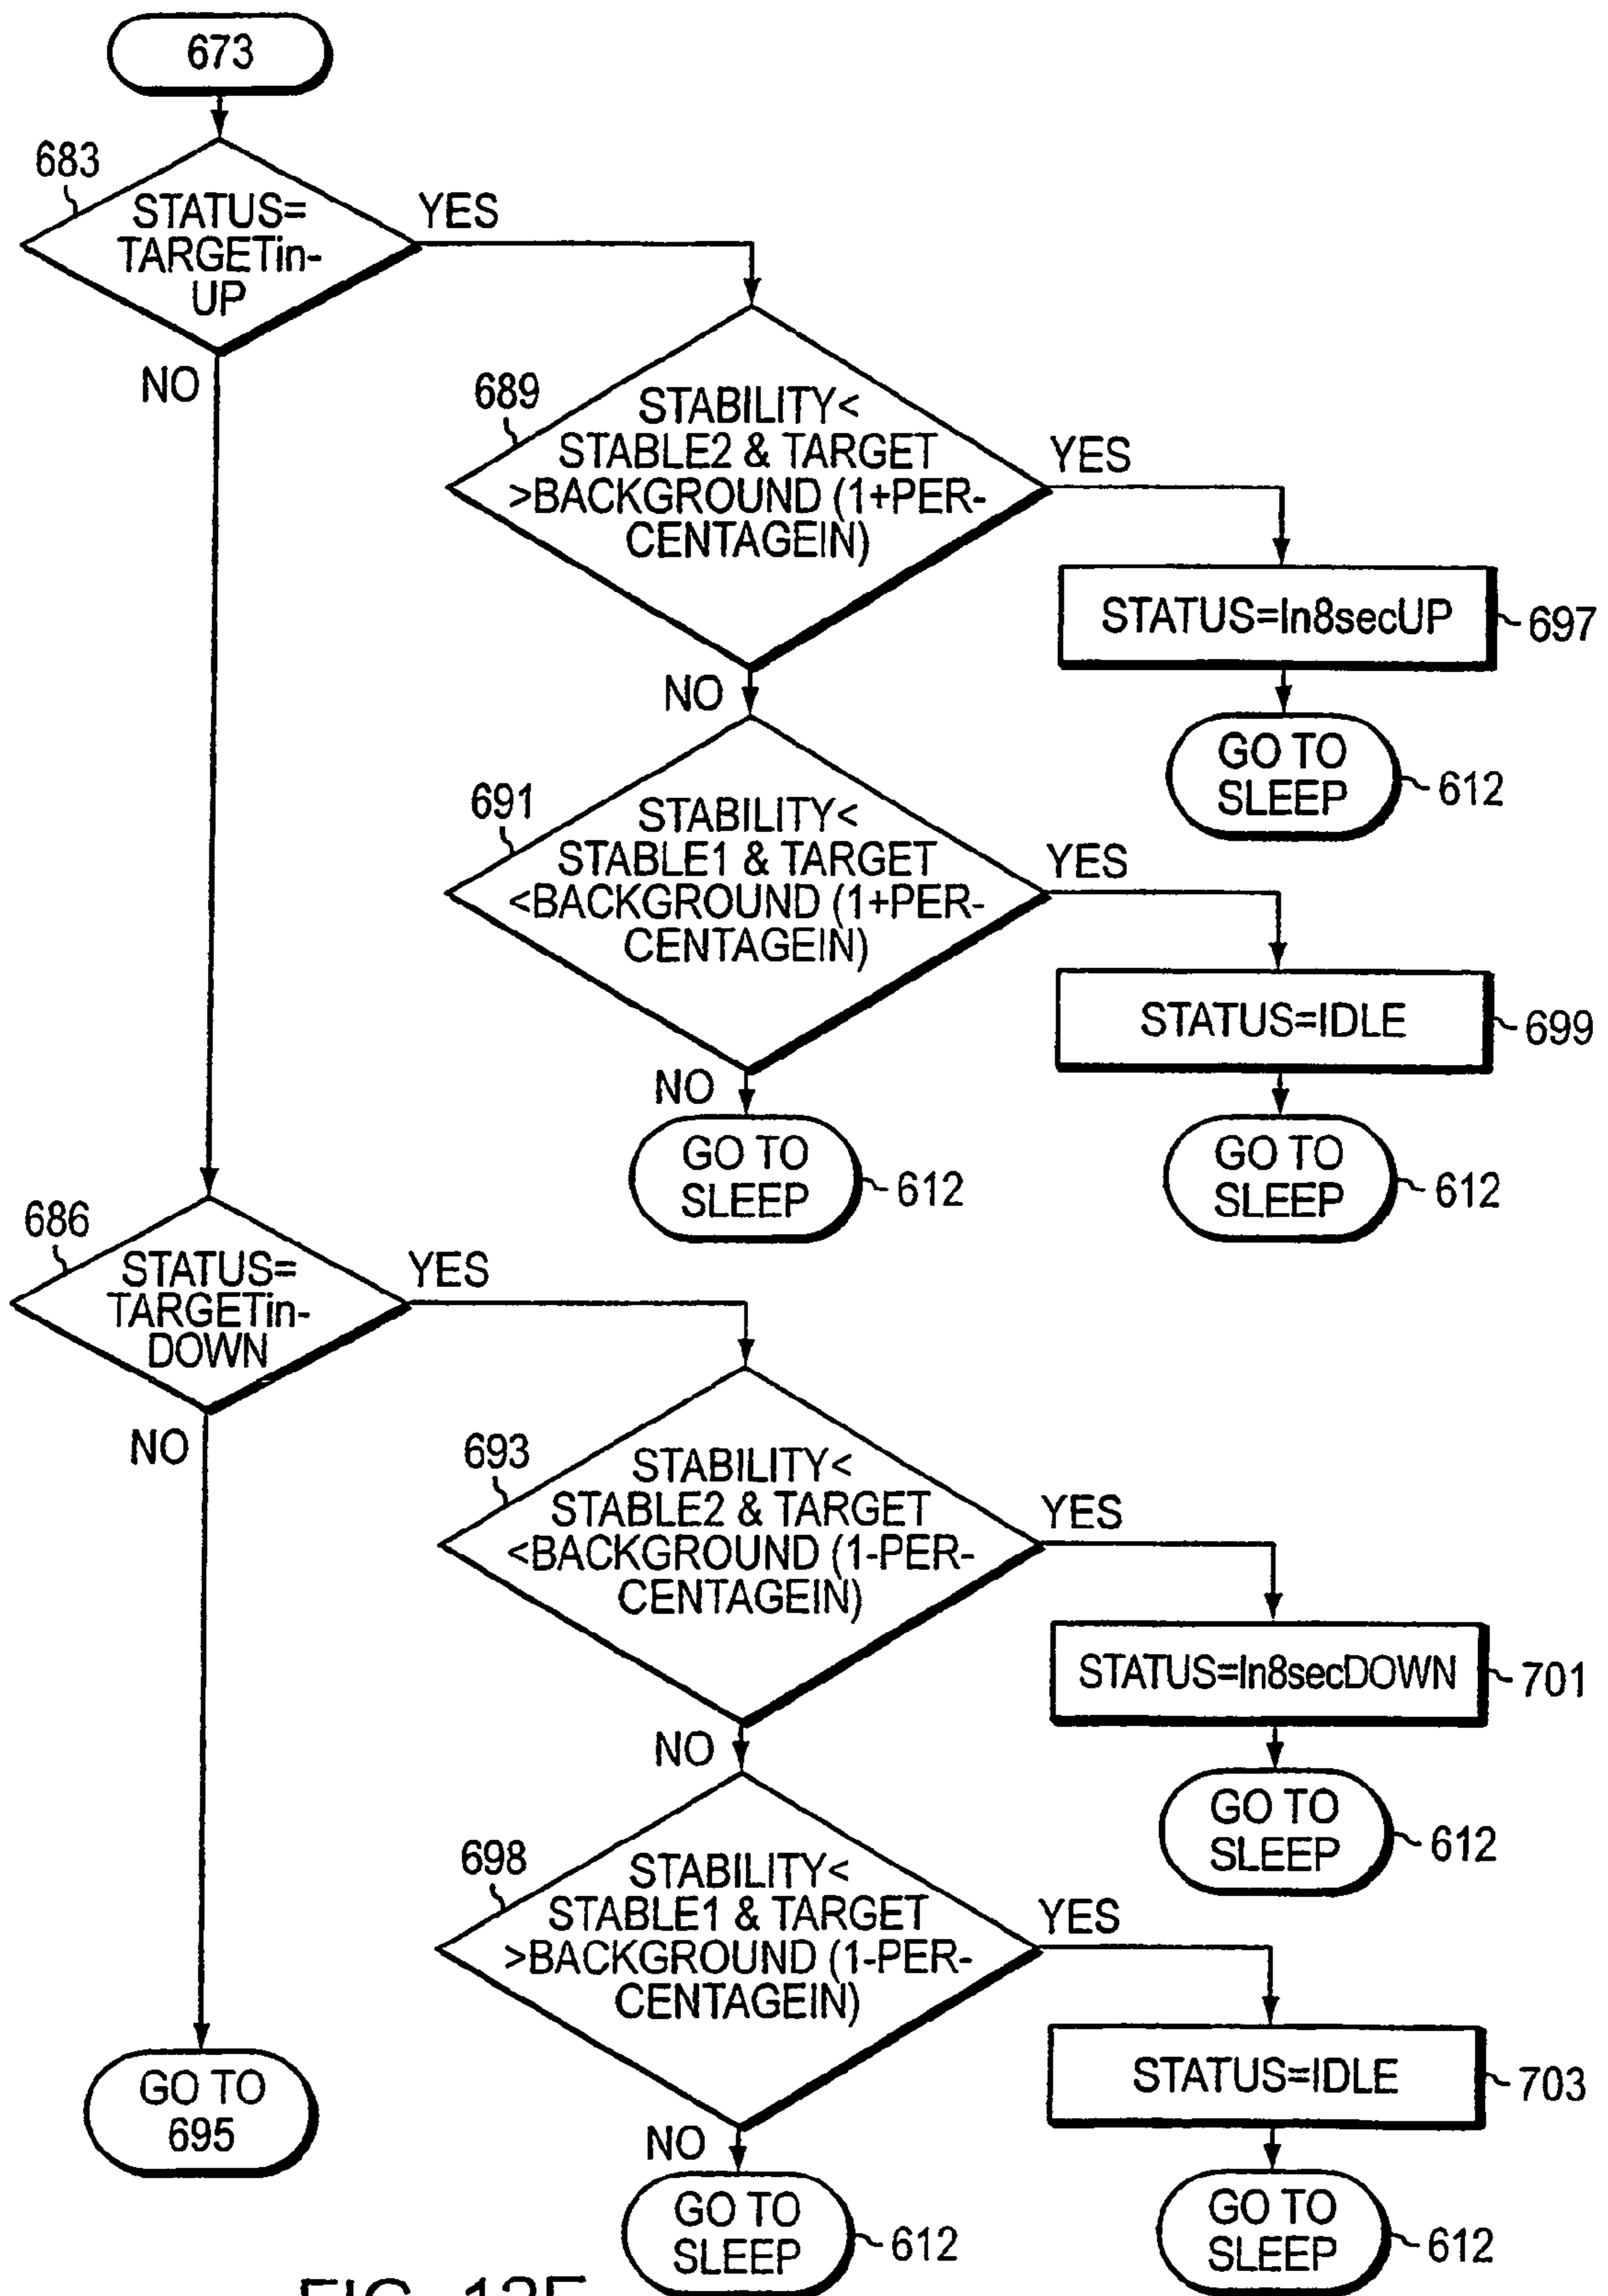 673
683
STATUS=
TARGETin-
UP
YES
NO
689
STABILITY<
STABLE2 & TARGET
>BACKGROUND (1+PER-
CENTAGEIN)
YES
NO
STATUS=In8secUP
697
GO TO
SLEEP
612
691
STABILITY<
STABLE1 & TARGET
<BACKGROUND (1+PER-
CENTAGEIN)
YES
NO
STATUS=IDLE
699
GO TO
SLEEP
612
GO TO
SLEEP
612
686
STATUS=
TARGETin-
DOWN
YES
NO
693
STABILITY<
STABLE2 & TARGET
<BACKGROUND (1-PER-
CENTAGEIN)
YES
NO
STATUS=In8secDOWN
701
GO TO
SLEEP
612
698
STABILITY<
STABLE1 & TARGET
>BACKGROUND (1-PER-
CENTAGEIN)
YES
NO
STATUS=IDLE
703
GO TO
695
GO TO
SLEEP
612
GO TO
SLEEP
612
FIG.